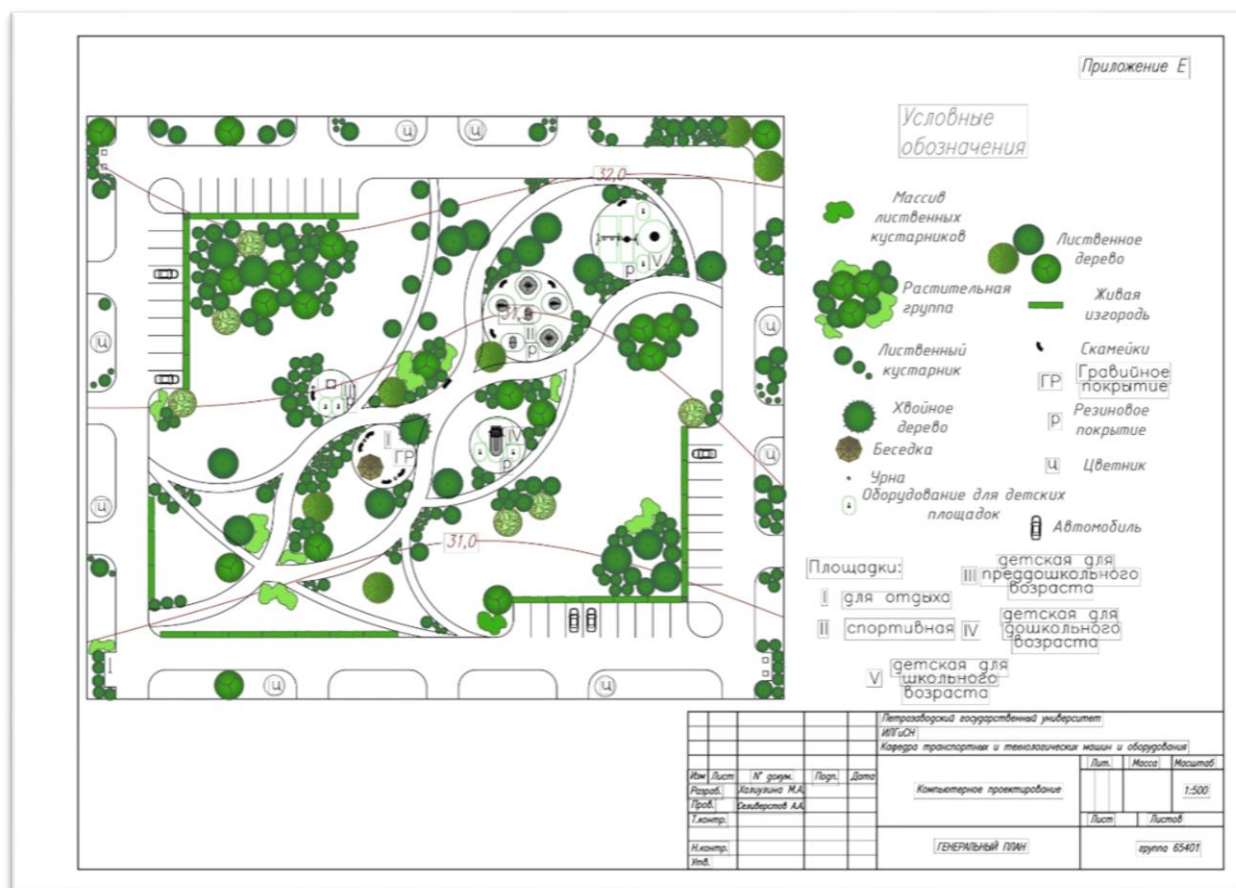 Приложение Е
Условные
обозначения
Массив
лиственных
кустарников
Лиственное
дерево
Растительная
группа
Живая
изгородь
Лиственный
кустарник
Скамейки
ГР
Гравийное
покрытие
Хвойное
дерево
р
Резиновое
покрытие
Беседка
ц
Цветник
Урна
Оборудование для детских
площадок
Автомобиль
Площадки:
I
для отдыха
II
спортивная
III
детская для
преддошкольного
возраста
IV
детская для
дошкольного
возраста
V
детская для
школьного
возраста
ц
ц
32,0
V
р
II
р
ц
ц
III
I
ГР
IV
р
ц
ц
31,0
I
ц
ц
Петрозаводский государственный университет
ИЛГиСН
Кафедра транспортных и технологических машин и оборудования
Изм Лист N° докум. Подп. Дата
Разраб. Халиулина М.А.
Пров. Селиверстов А.А.
Т.контр.
Н.контр.
Утв.
Компьютерное проектирование
Лит. Масса Масштаб
1:500
Лист Листов
ГЕНЕРАЛЬНЫЙ ПЛАН
группа 65401